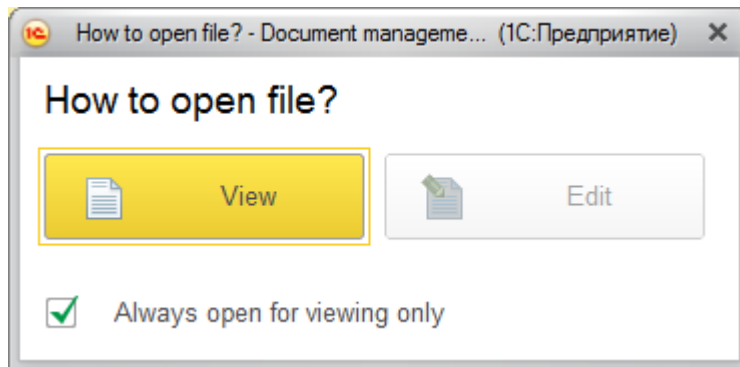 1С How to open file? - Document manageme... (1С:Предприятие)
How to open file?
View Edit
Always open for viewing only